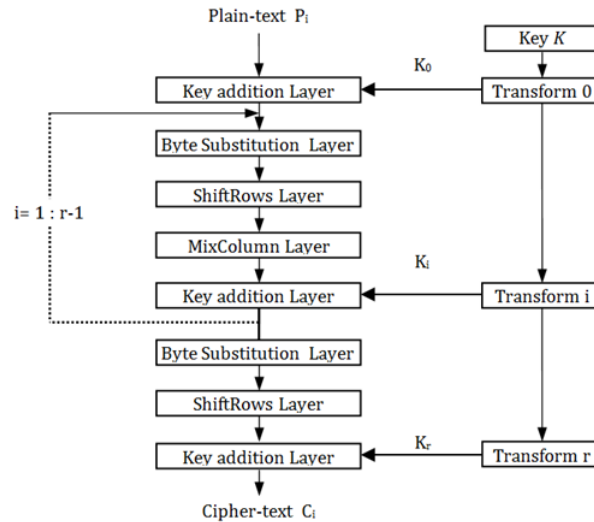 Plain-text Pᵢ
Key K
K₀
Key addition Layer
Transform 0
Byte Substitution Layer
ShiftRows Layer
i= 1 : r-1
MixColumn Layer
Kᵢ
Key addition Layer
Transform i
Byte Substitution Layer
ShiftRows Layer
Kᵣ
Key addition Layer
Transform r
Cipher-text Cᵢ